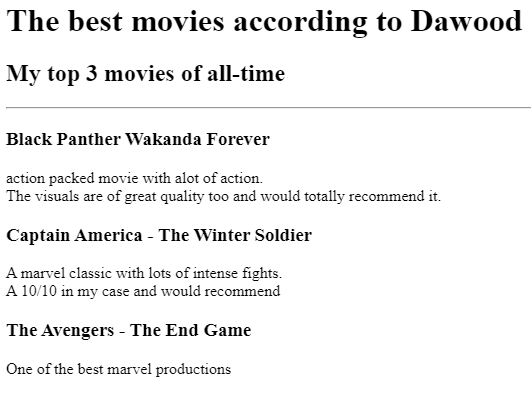 The best movies according to Dawood
My top 3 movies of all-time
Black Panther Wakanda Forever
action packed movie with alot of action.
The visuals are of great quality too and would totally recommend it.
Captain America - The Winter Soldier
A marvel classic with lots of intense fights.
A 10/10 in my case and would recommend
The Avengers - The End Game
One of the best marvel productions